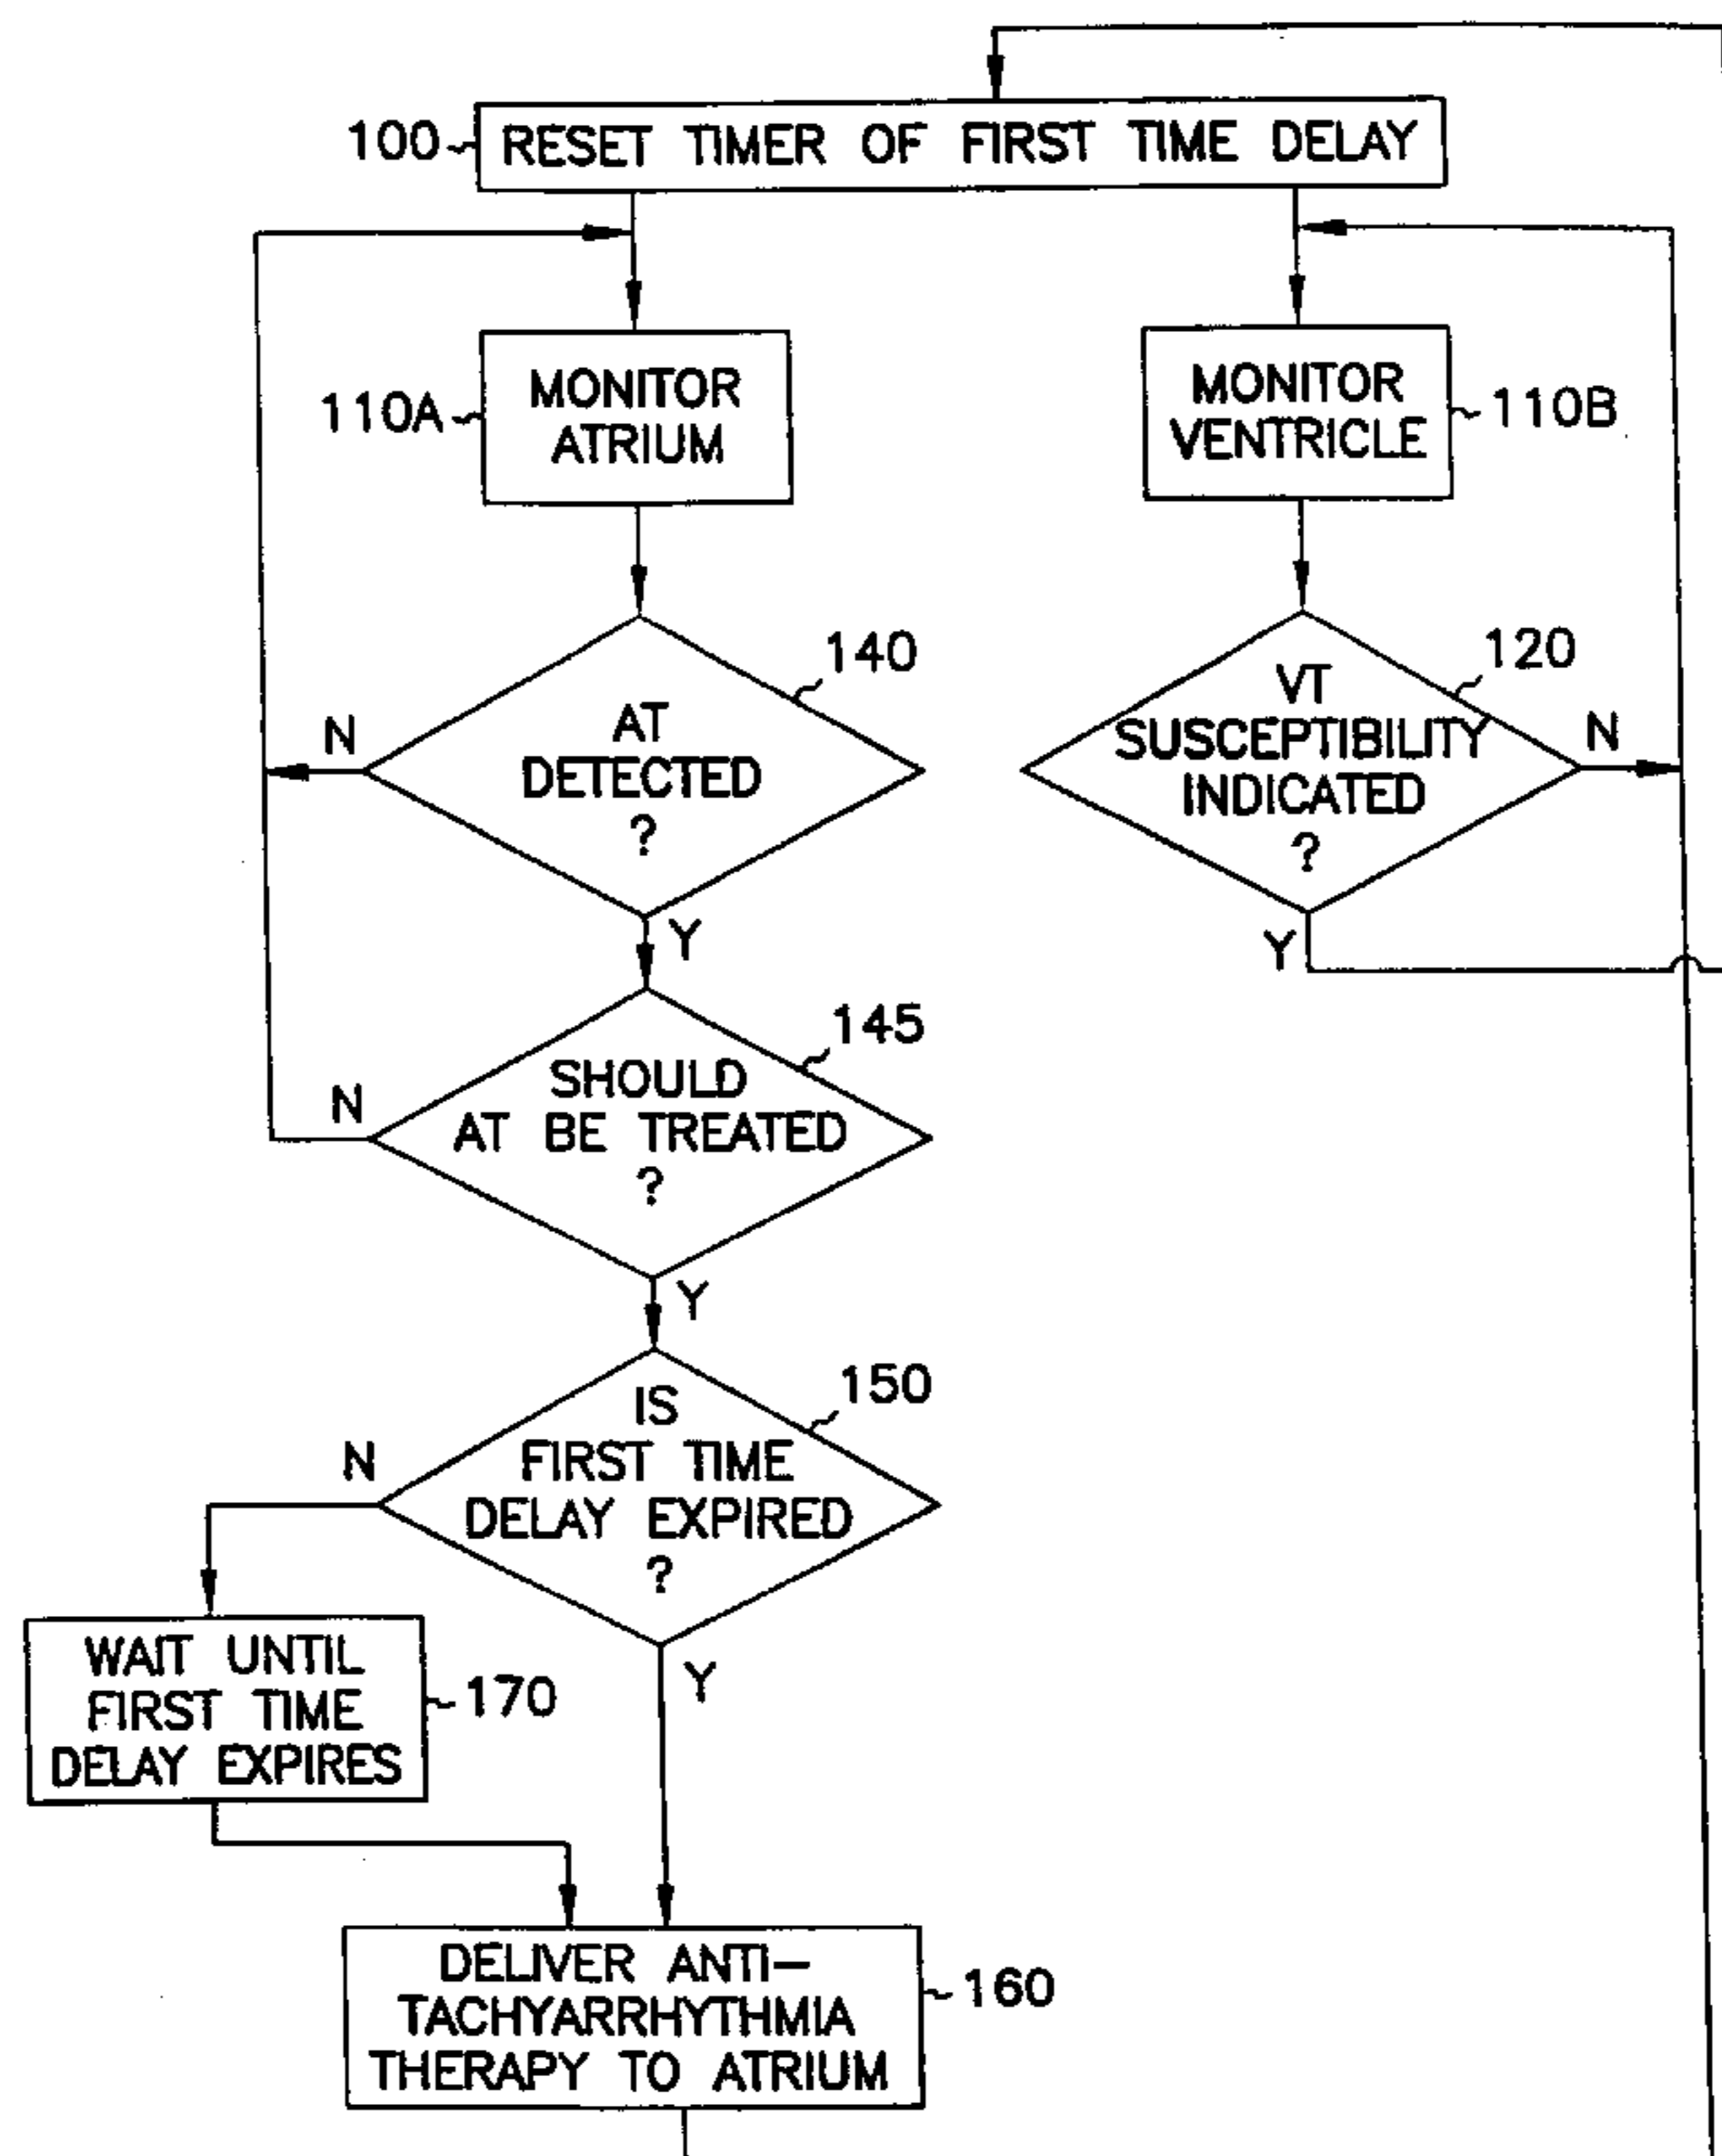 100
RESET TIMER OF FIRST TIME DELAY
110A
MONITOR
ATRIUM
MONITOR
VENTRICLE
110B
140
AT
DETECTED
?
N
Y
120
VT
SUSCEPTIBILITY
INDICATED
?
N
Y
145
SHOULD
AT BE TREATED
?
N
Y
150
IS
FIRST TIME
DELAY EXPIRED
?
N
Y
WAIT UNTIL
FIRST TIME
DELAY EXPIRES
170
DELIVER ANTI-
TACHYARRHYTHMIA
THERAPY TO ATRIUM
160